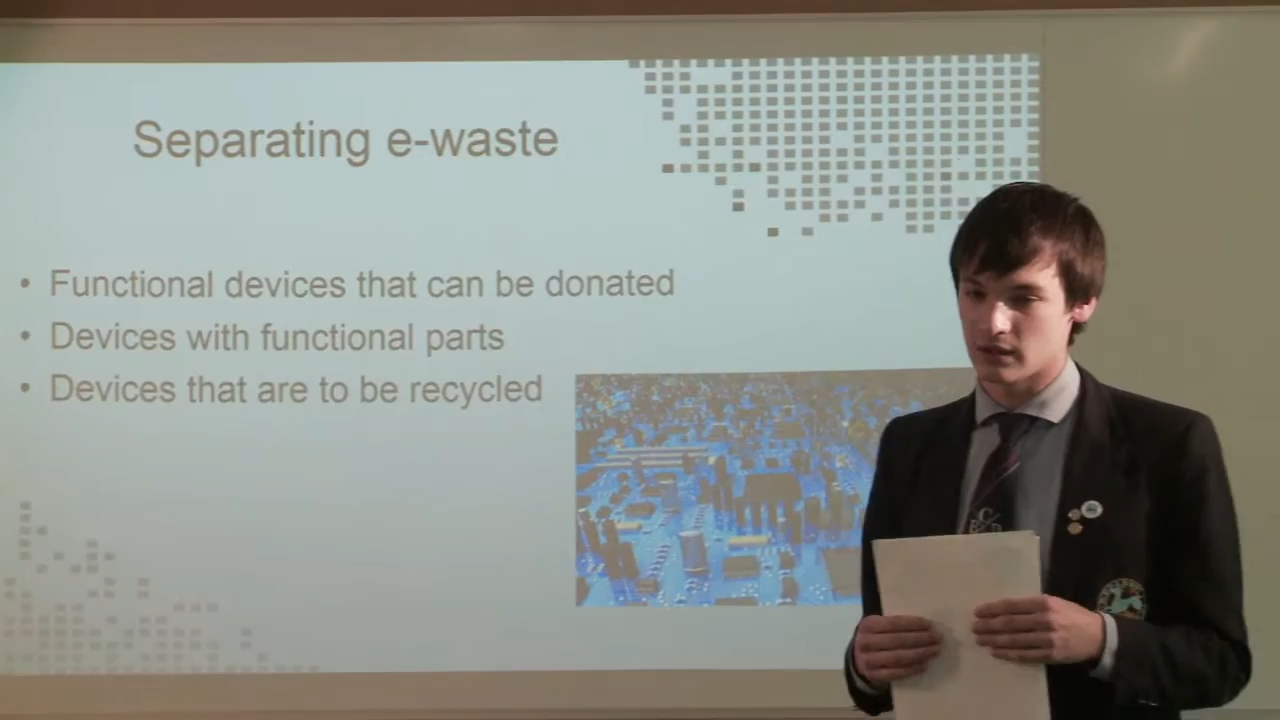 Separating e-waste
• Functional devices that can be donated
• Devices with functional parts
• Devices that are to be recycled